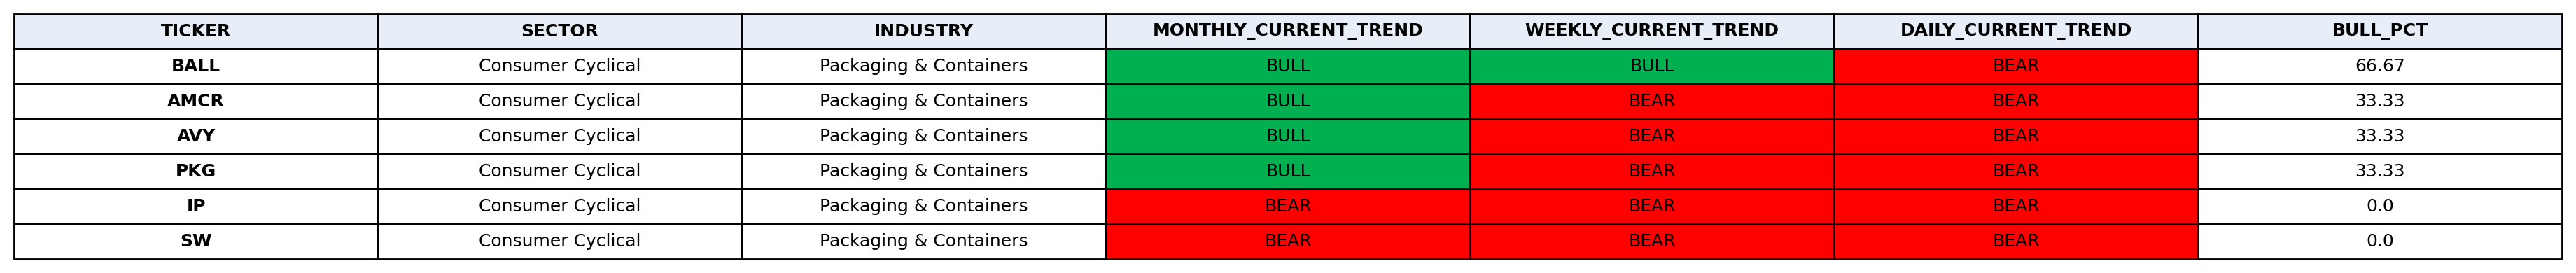 TICKER SECTOR INDUSTRY MONTHLY_CURRENT_TREND WEEKLY_CURRENT_TREND DAILY_CURRENT_TREND BULL_PCT
BALL Consumer Cyclical Packaging & Containers BULL BULL BEAR 66.67
AMCR Consumer Cyclical Packaging & Containers BULL BEAR BEAR 33.33
AVY Consumer Cyclical Packaging & Containers BULL BEAR BEAR 33.33
PKG Consumer Cyclical Packaging & Containers BULL BEAR BEAR 33.33
IP Consumer Cyclical Packaging & Containers BEAR BEAR BEAR 0.0
SW Consumer Cyclical Packaging & Containers BEAR BEAR BEAR 0.0